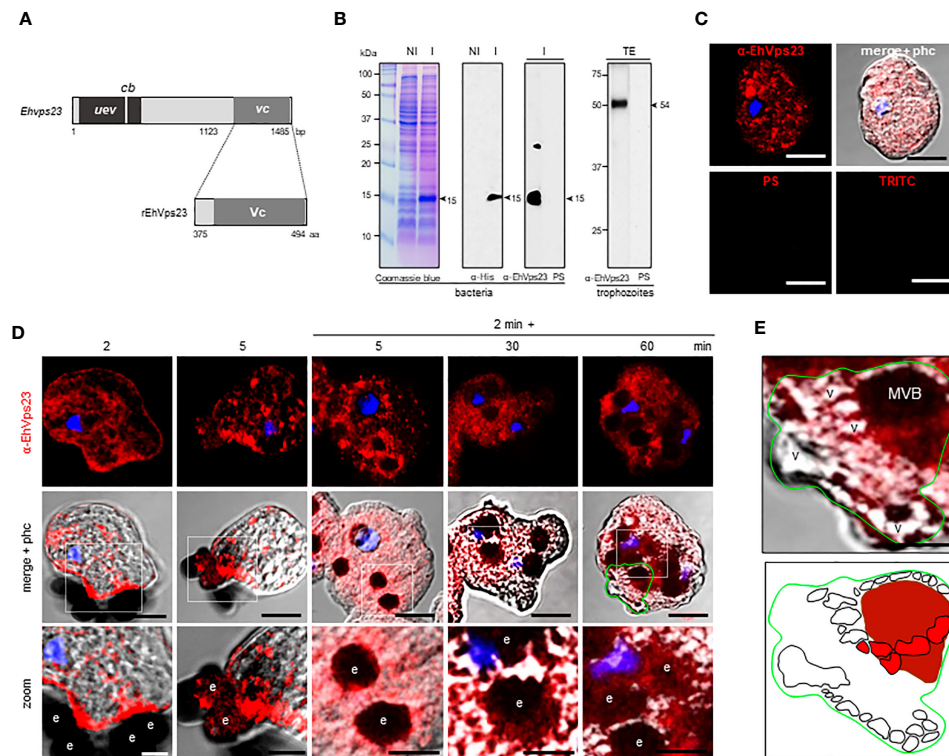 A
cb
Ehvps23
uev
vc
1
1123
1485
bp
rEhVps23
Vc
375
494
aa
B
kDa
NI
I
NI
I
I
TE
100
75
50
37
25
20
15
10
15
15
15
75
50
37
25
54
Coomassie blue
α-His
α-EhVps23
PS
α-EhVps23
PS
bacteria
trophozoites
C
α-EhVps23
merge + phc
PS
TRITC
D
2 min +
2
5
5
30
60
min
α-EhVps23
merge + phc
zoom
e
e
e
e
e
e
e
e
e
e
E
MVB
v
v
v
v